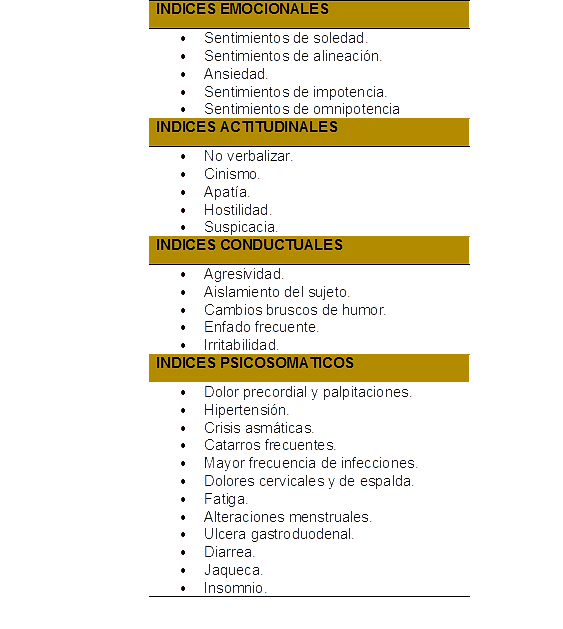 INDICES EMOCIONALES
• Sentimientos de soledad.
• Sentimientos de alineación.
• Ansiedad.
• Sentimientos de impotencia.
• Sentimientos de omnipotencia
INDICES ACTITUDINALES
• No verbalizar.
• Cinismo.
• Apatía.
• Hostilidad.
• Suspicacia.
INDICES CONDUCTUALES
• Agresividad.
• Aislamiento del sujeto.
• Cambios bruscos de humor.
• Enfado frecuente.
• Irritabilidad.
INDICES PSICOSOMATICOS
• Dolor precordial y palpitaciones.
• Hipertensión.
• Crisis asmáticas.
• Catarros frecuentes.
• Mayor frecuencia de infecciones.
• Dolores cervicales y de espalda.
• Fatiga.
• Alteraciones menstruales.
• Ulcera gastroduodenal.
• Diarrea.
• Jaqueca.
• Insomnio.